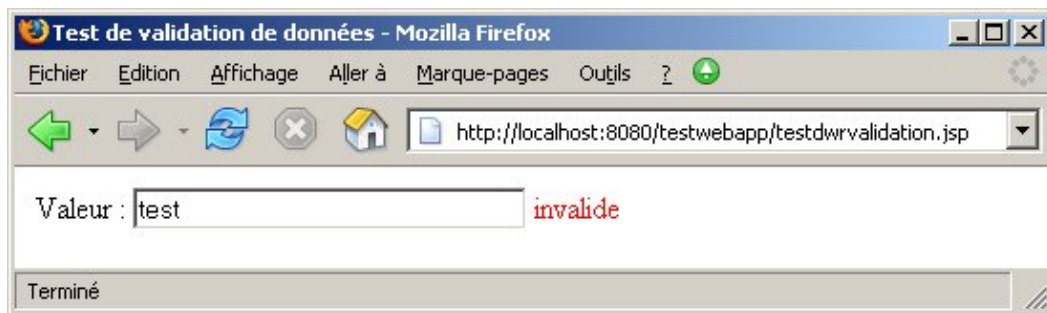 Test de validation de données - Mozilla Firefox
Fichier Edition Affichage Aller à Marque-pages Outils ?
http://localhost:8080/testwebapp/testdwrvalidation.jsp
Valeur : test invalide
Terminé